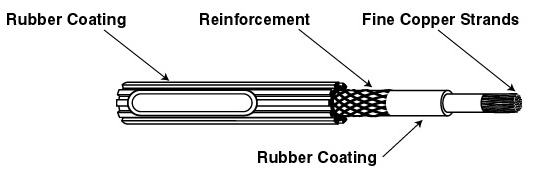 Rubber Coating
Reinforcement
Fine Copper Strands
Rubber Coating